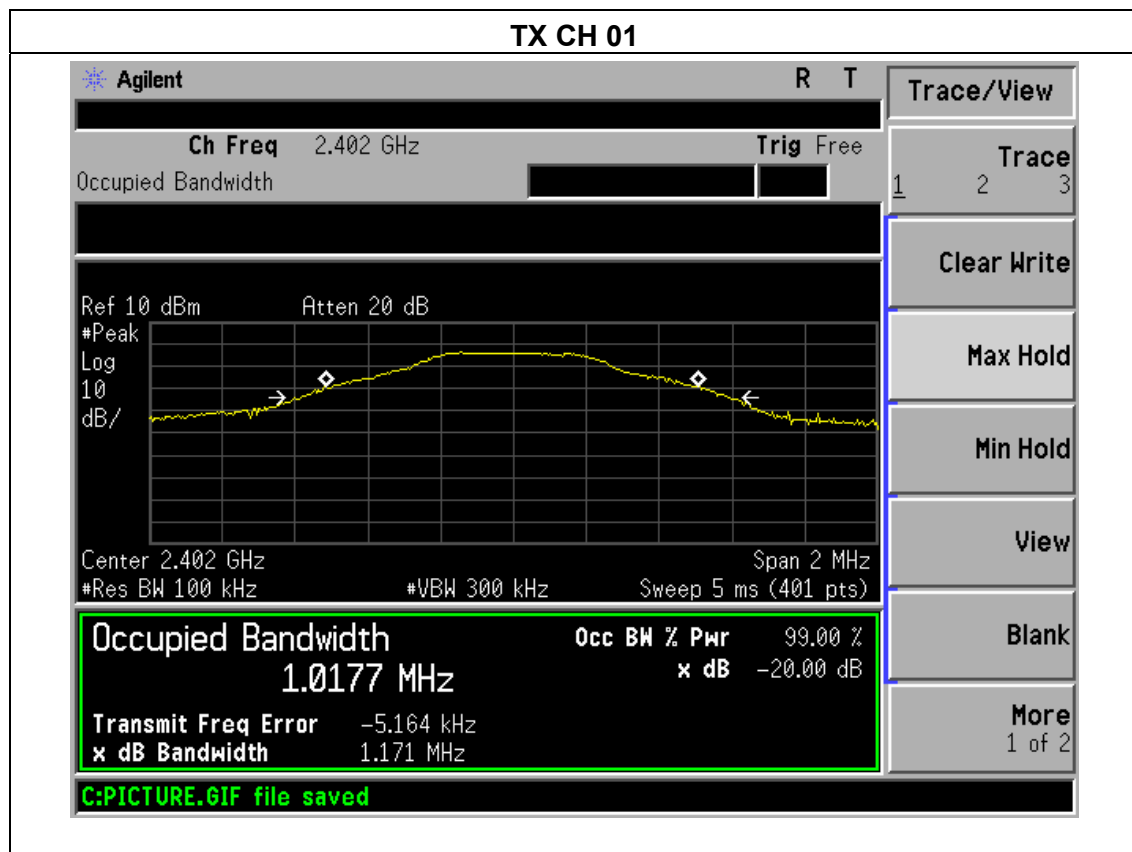 TX CH 01
Agilent
R T
Trace/View
Ch Freq 2.402 GHz
Trig Free
Occupied Bandwidth
Trace
1 2 3
Clear Write
Ref 10 dBm
Atten 20 dB
#Peak
Log
10
dB/
Max Hold
Min Hold
Center 2.402 GHz
Span 2 MHz
#Res BW 100 kHz
#VBW 300 kHz
Sweep 5 ms (401 pts)
View
Occupied Bandwidth
1.0177 MHz
Occ BW % Pwr 99.00 %
x dB -20.00 dB
Blank
Transmit Freq Error -5.164 kHz
x dB Bandwidth 1.171 MHz
More
1 of 2
C:PICTURE.GIF file saved